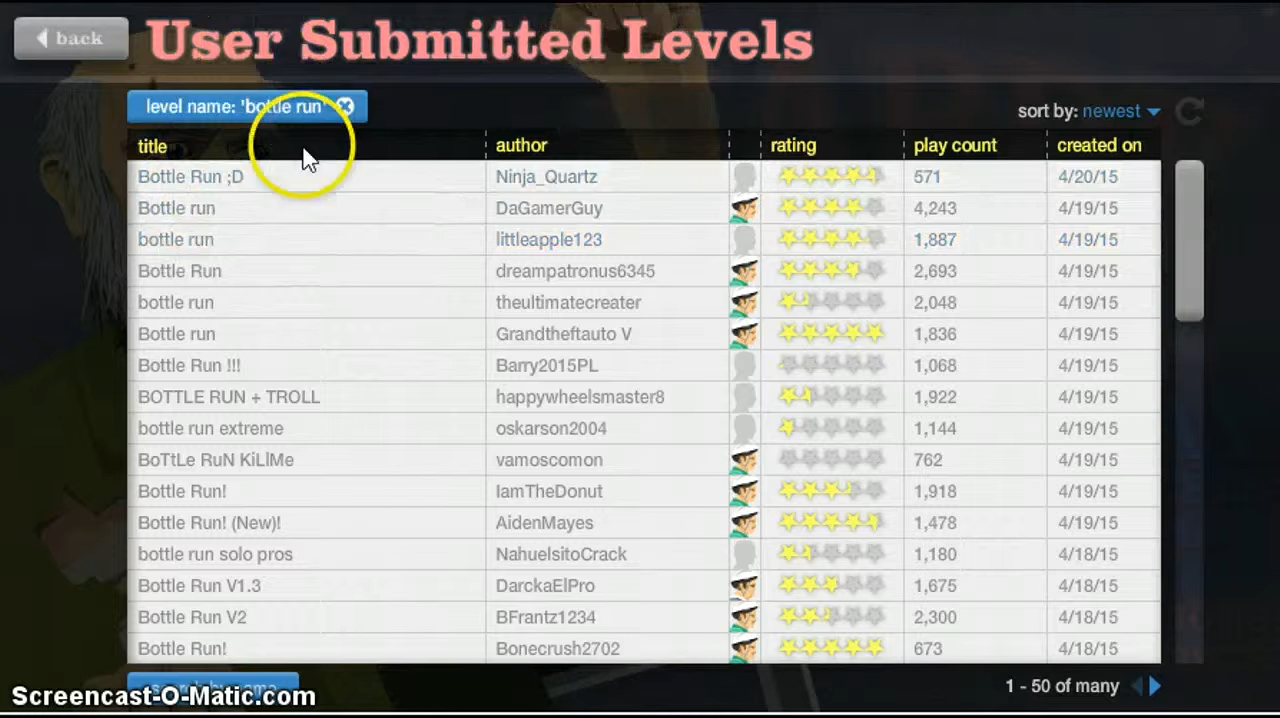 back
User Submitted Levels
level name: 'bottle run'
sort by: newest
title author rating play count created on
Bottle Run ;D Ninja_Quartz 571 4/20/15
Bottle run DaGamerGuy 4,243 4/19/15
bottle run littleapple123 1,887 4/19/15
Bottle Run dreampatronus6345 2,693 4/19/15
bottle run theultimatecreater 2,048 4/19/15
Bottle run Grandtheftauto V 1,836 4/19/15
Bottle Run !!! Barry2015PL 1,068 4/19/15
BOTTLE RUN + TROLL happywheelsmaster8 1,922 4/19/15
bottle run extreme oskarson2004 1,144 4/19/15
BoTtLe RuN KiLlMe vamoscomon 762 4/19/15
Bottle Run! IamTheDonut 1,918 4/19/15
Bottle Run! (New)! AidenMayes 1,478 4/19/15
bottle run solo pros NahuelsitoCrack 1,180 4/18/15
Bottle Run V1.3 DarckaElPro 1,675 4/18/15
Bottle Run V2 BFrantz1234 2,300 4/18/15
Bottle Run! Bonecrush2702 673 4/18/15
1 - 50 of many
Screencast-O-Matic.com